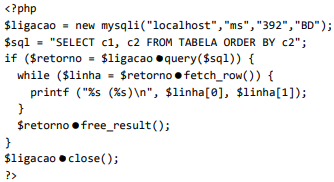 <?php
$ligacao = new mysqli("localhost","ms","392","BD");
$sql = "SELECT c1, c2 FROM TABELA ORDER BY c2";
if ($retorno = $ligacao●query($sql)) {
  while ($linha = $retorno●fetch_row()) {
    printf ("%s (%s)\n", $linha[0], $linha[1]);
  }
  $retorno●free_result();
}
$ligacao●close();
?>